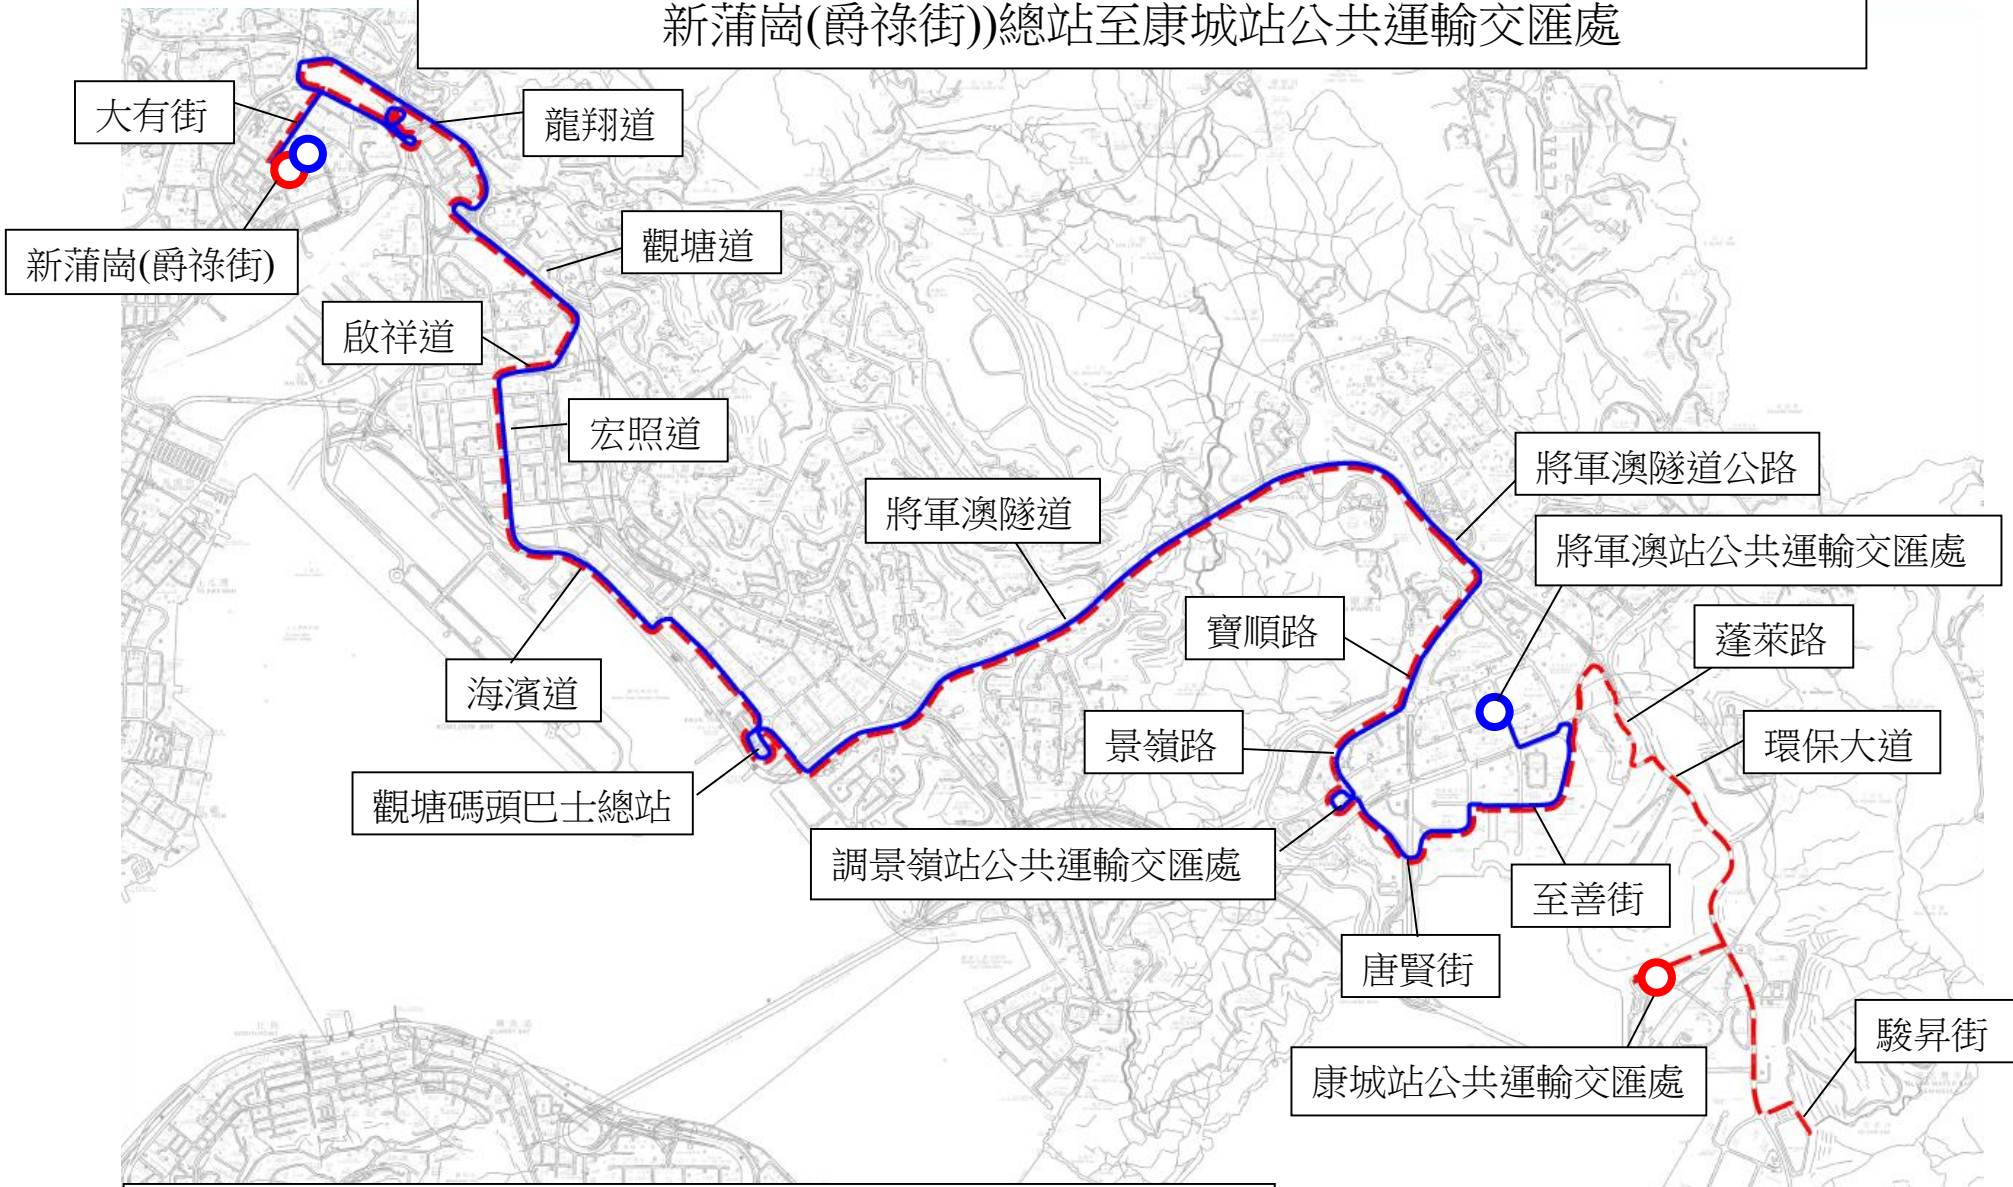 新蒲崗(爵祿街))總站至康城站公共運輸交匯處
大有街
龍翔道
新蒲崗(爵祿街)
觀塘道
啟祥道
宏照道
將軍澳隧道公路
將軍澳隧道
將軍澳站公共運輸交匯處
寶順路
蓬萊路
海濱道
景嶺路
環保大道
觀塘碼頭巴士總站
調景嶺站公共運輸交匯處
至善街
唐賢街
駿昇街
康城站公共運輸交匯處